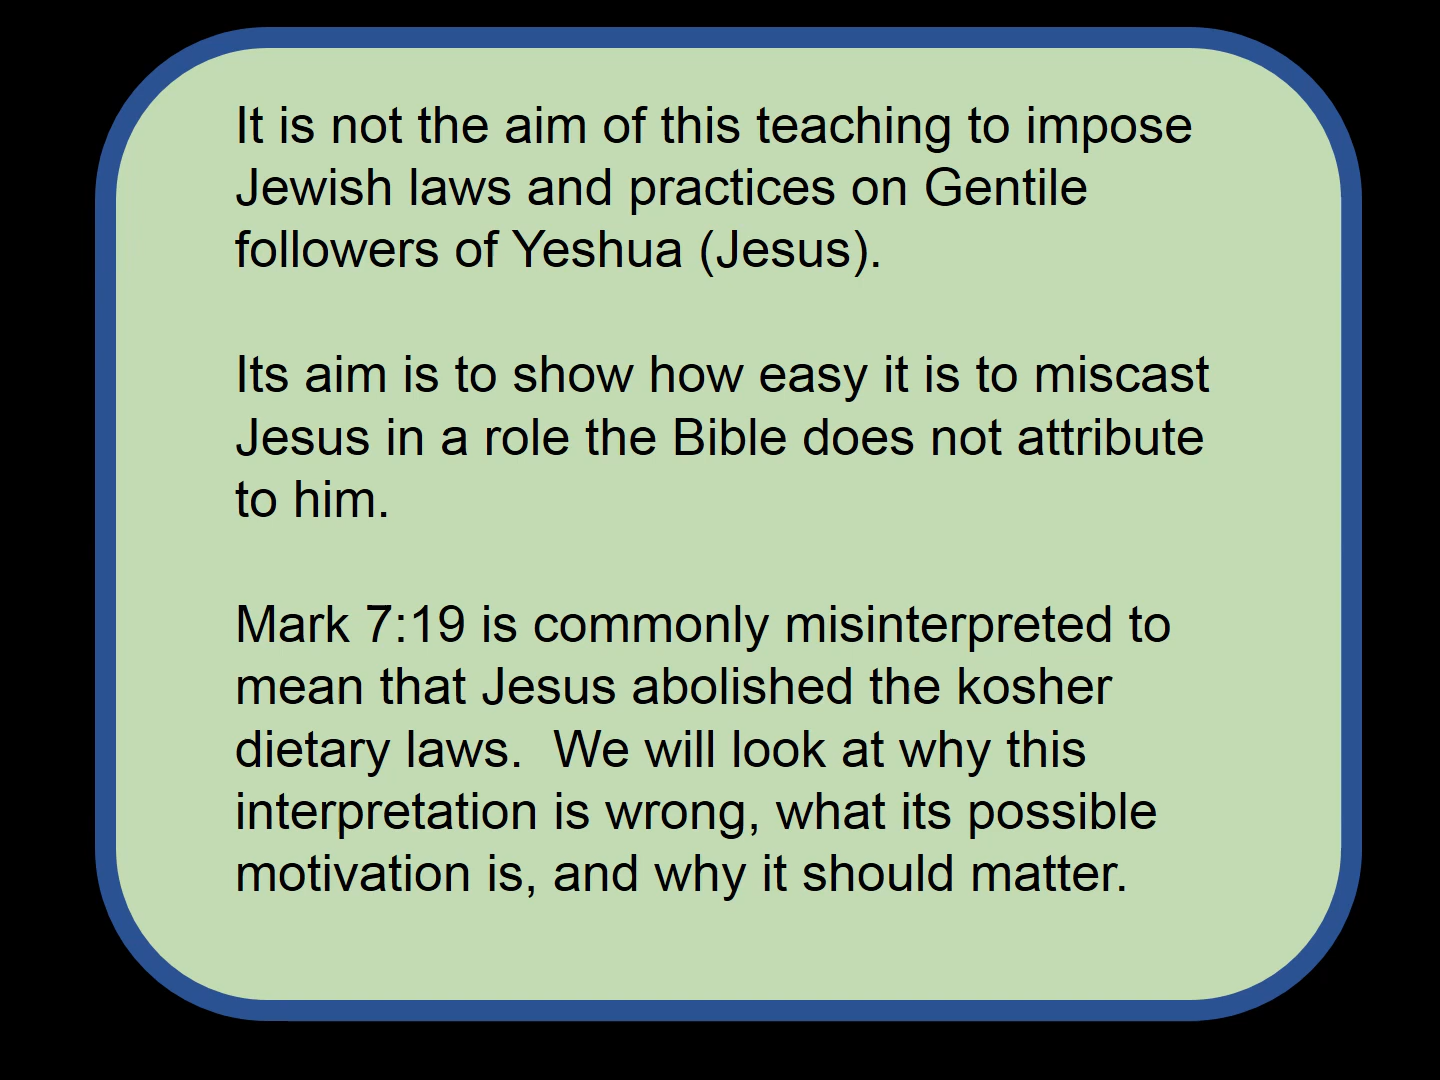 It is not the aim of this teaching to impose
Jewish laws and practices on Gentile
followers of Yeshua (Jesus).
Its aim is to show how easy it is to miscast
Jesus in a role the Bible does not attribute
to him.
Mark 7:19 is commonly misinterpreted to
mean that Jesus abolished the kosher
dietary laws.  We will look at why this
interpretation is wrong, what its possible
motivation is, and why it should matter.